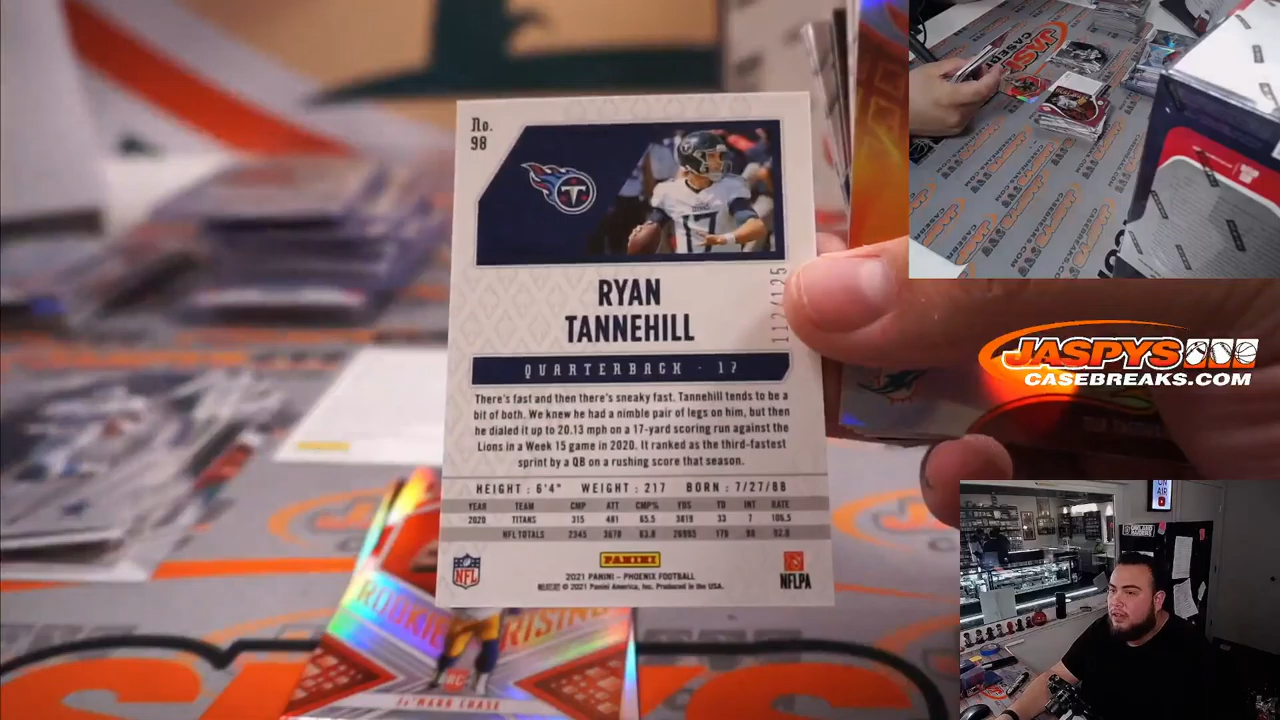 No.
98
T
17
RYAN
TANNEHILL
112/125
QUARTERBACK - 17
There's fast and then there's sneaky fast. Tannehill tends to be a
bit of both. We knew he had a nimble pair of legs on him, but then
he dialed it up to 20.13 mph on a 17-yard scoring run against the
Lions in a Week 15 game in 2020. It ranked as the third-fastest
sprint by a QB on a rushing score that season.
HEIGHT : 6'4" WEIGHT : 217 BORN : 7/27/88
YEAR TEAM CMP ATT CMP% YDS TD INT RATE
2020 TITANS 315 481 65.5 3819 33 7 106.5
NFL TOTALS 2345 3670 63.9
NFL
PANINI
2021 PANINI – PHOENIX FOOTBALL
© 2021 Panini America, Inc. Produced in the USA.
NFLPA
ROOKIE RISING
RC
JA'MARR CHASE
JASPYS
CASEBREAKS.COM
ON
AIR